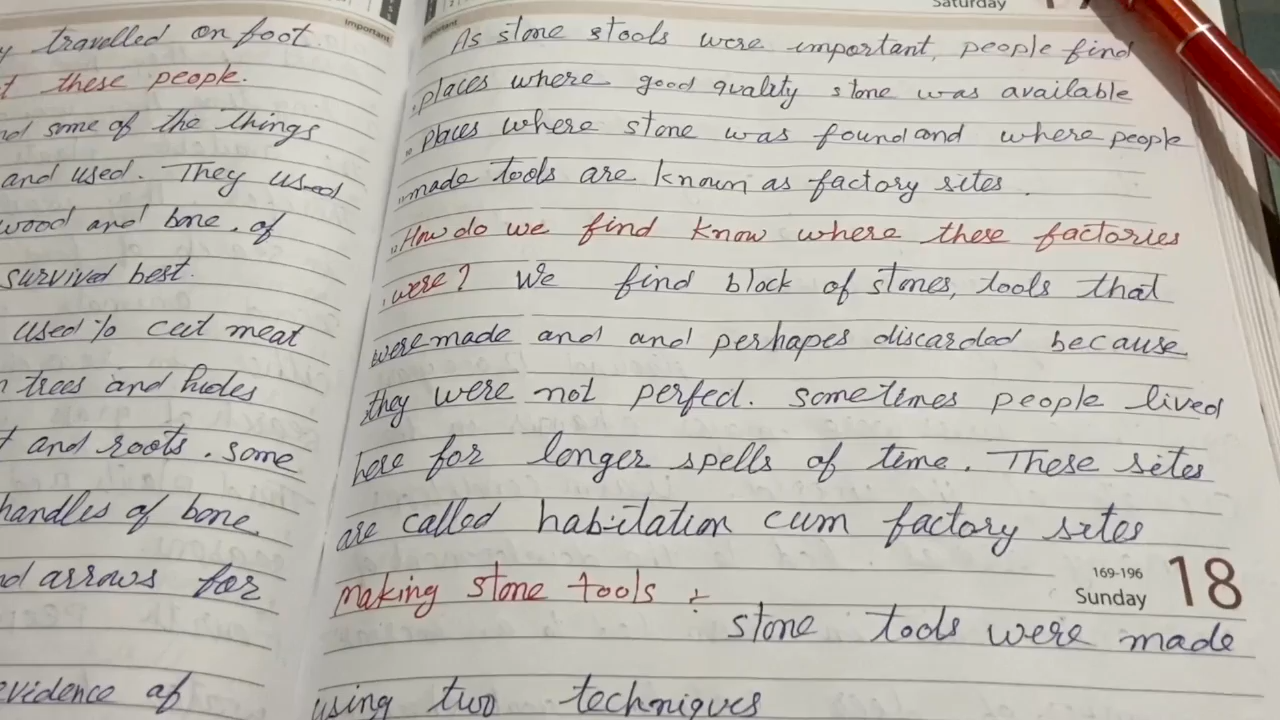 important
travelled on foot.
these people.
some of the things
and used. They used
wood and bone. of
survived best.
used to cut meat
trees and hides
and roots. some
handles of bone.
arrows for
evidence of
Saturday
As stone stools were important, people find
places where good quality stone was available
places where stone was found and where people
made tools are known as factory sites.
How do we find know where these factories
were? We find block of stones, tools that
were made and and perhapes discarded because
they were not perfed. sometimes people lived
here for longer spells of time. These sites
are called habitation cum factory sites
169-196
Sunday 18
making stone tools ÷
stone tools were made
using two techniques